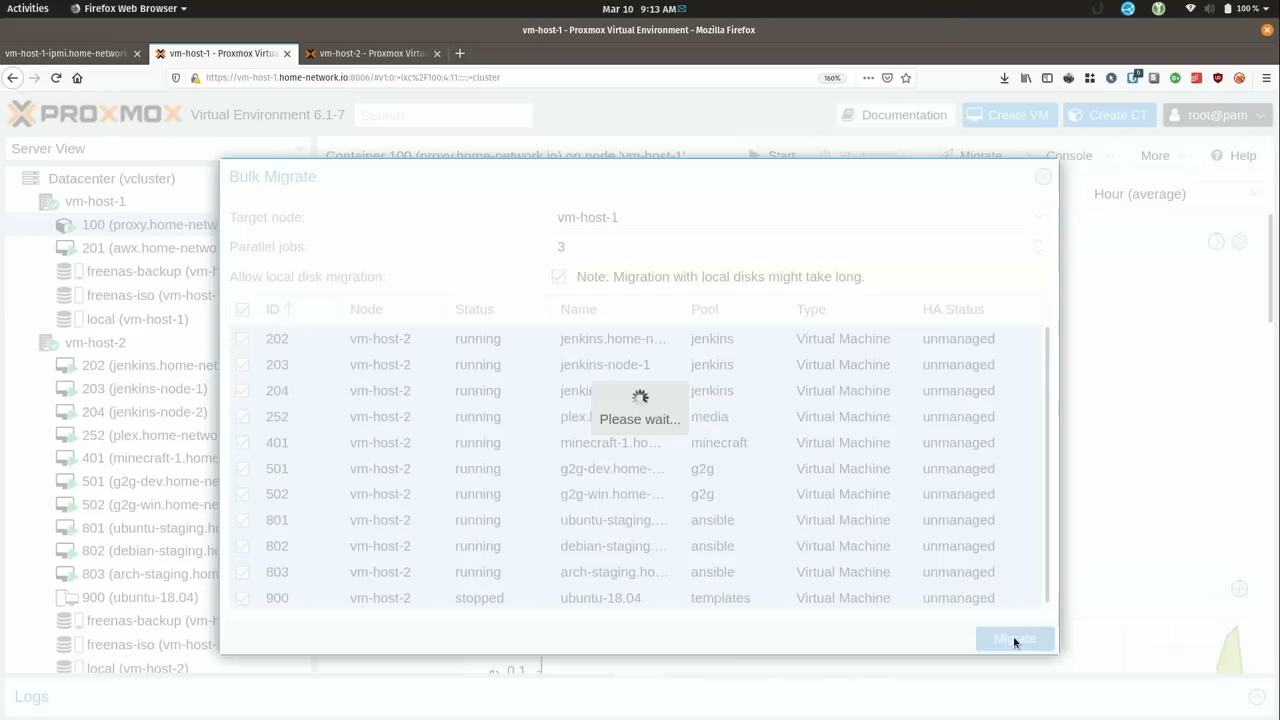 Activities Firefox Web Browser Mar 10 9:13 AM 100 %
vm-host-1 - Proxmox Virtual Environment - Mozilla Firefox
vm-host-1-ipmi.home-network vm-host-1 - Proxmox Virtua vm-host-2 - Proxmox Virtua
https://vm-host-1.home-network.io:8006/#v1:0:=lxc%2F100:4:11:::::=cluster 160%
PROXMOX Virtual Environment 6.1-7 Search Documentation Create VM Create CT root@pam
Server View Container 100 (proxy.home-network.io) on node 'vm-host-1' Start Migrate Console More Help
Datacenter (vcluster)
vm-host-1
100 (proxy.home-netw
201 (awx.home-netwo
freenas-backup (vm-h
freenas-iso (vm-host-
local (vm-host-1)
vm-host-2
202 (jenkins.home-net
203 (jenkins-node-1)
204 (jenkins-node-2)
252 (plex.home-netwo
401 (minecraft-1.home
501 (g2g-dev.home-ne
502 (g2g-win.home-ne
801 (ubuntu-staging.ho
802 (debian-staging.ho
803 (arch-staging.hom
900 (ubuntu-18.04)
freenas-backup (vm-h
freenas-iso (vm-host-
local (vm-host-2)
Hour (average)
Bulk Migrate
Target node: vm-host-1
Parallel jobs: 3
Allow local disk migration: Note: Migration with local disks might take long.
ID Node Status Name Pool Type HA Status
202 vm-host-2 running jenkins.home-n... jenkins Virtual Machine unmanaged
203 vm-host-2 running jenkins-node-1 jenkins Virtual Machine unmanaged
204 vm-host-2 running jenki jenkins Virtual Machine unmanaged
252 vm-host-2 running plex. media Virtual Machine unmanaged
401 vm-host-2 running minecraft-1.ho... minecraft Virtual Machine unmanaged
501 vm-host-2 running g2g-dev.home-... g2g Virtual Machine unmanaged
502 vm-host-2 running g2g-win.home-... g2g Virtual Machine unmanaged
801 vm-host-2 running ubuntu-staging.... ansible Virtual Machine unmanaged
802 vm-host-2 running debian-staging.... ansible Virtual Machine unmanaged
803 vm-host-2 running arch-staging.ho... ansible Virtual Machine unmanaged
900 vm-host-2 stopped ubuntu-18.04 templates Virtual Machine unmanaged
Please wait...
Migrate
0.1
Logs